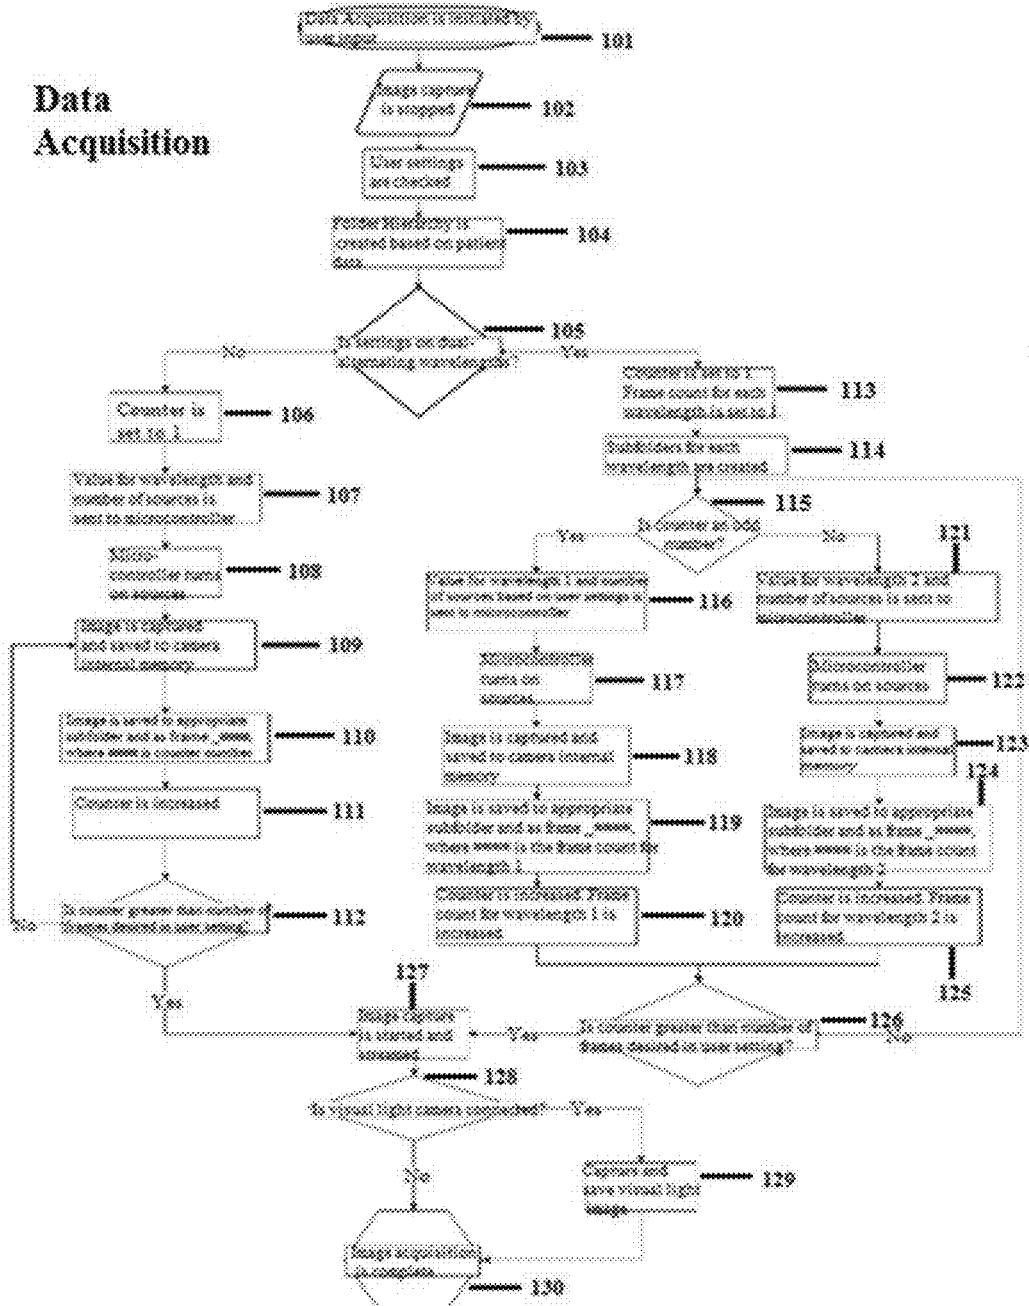 Data
Acquisition
Data Acquisition is initiated by
user input
101
Image capture
is stopped
102
User settings
are checked
103
Folder Hierarchy is
created based on patient
data
104
Is settings on dual-
alternating wavelengths?
105
No
Yes
Counter is
set to 1
106
Value for wavelength and
number of sources is
sent to microcontroller
107
Micro-
controller turns
on sources
108
Image is captured
and saved to camera
internal memory
109
Image is saved to appropriate
subfolder and as frame _####,
where #### is counter number
110
Counter is increased
111
Is counter greater than number of
frames desired in user setting?
112
No
Yes
Counter is set to 1
Frame count for each
wavelength is set to 1
113
Subfolders for each
wavelength are created
114
Is counter an odd
number?
115
Yes
No
Value for wavelength 1 and number
of sources based on user settings is
sent to microcontroller
116
Microcontroller
turns on
sources
117
Image is captured and
saved to camera internal
memory
118
Image is saved to appropriate
subfolder and as frame _####,
where #### is the frame count for
wavelength 1
119
Counter is increased. Frame
count for wavelength 1 is
increased
120
121
Value for wavelength 2 and
number of sources is sent to
microcontroller
Microcontroller
turns on sources
122
Image is captured and
saved to camera internal
memory
123
124
Image is saved to appropriate
subfolder and as frame _####,
where #### is the frame count
for wavelength 2
Counter is increased. Frame
count for wavelength 2 is
increased
125
Is counter greater than number of
frames desired in user setting?
126
No
Yes
127
Image capture
is started and
streamed
128
Is visual light camera connected?
Yes
No
Capture and
save visual light
image
129
Image acquisition
is complete
130